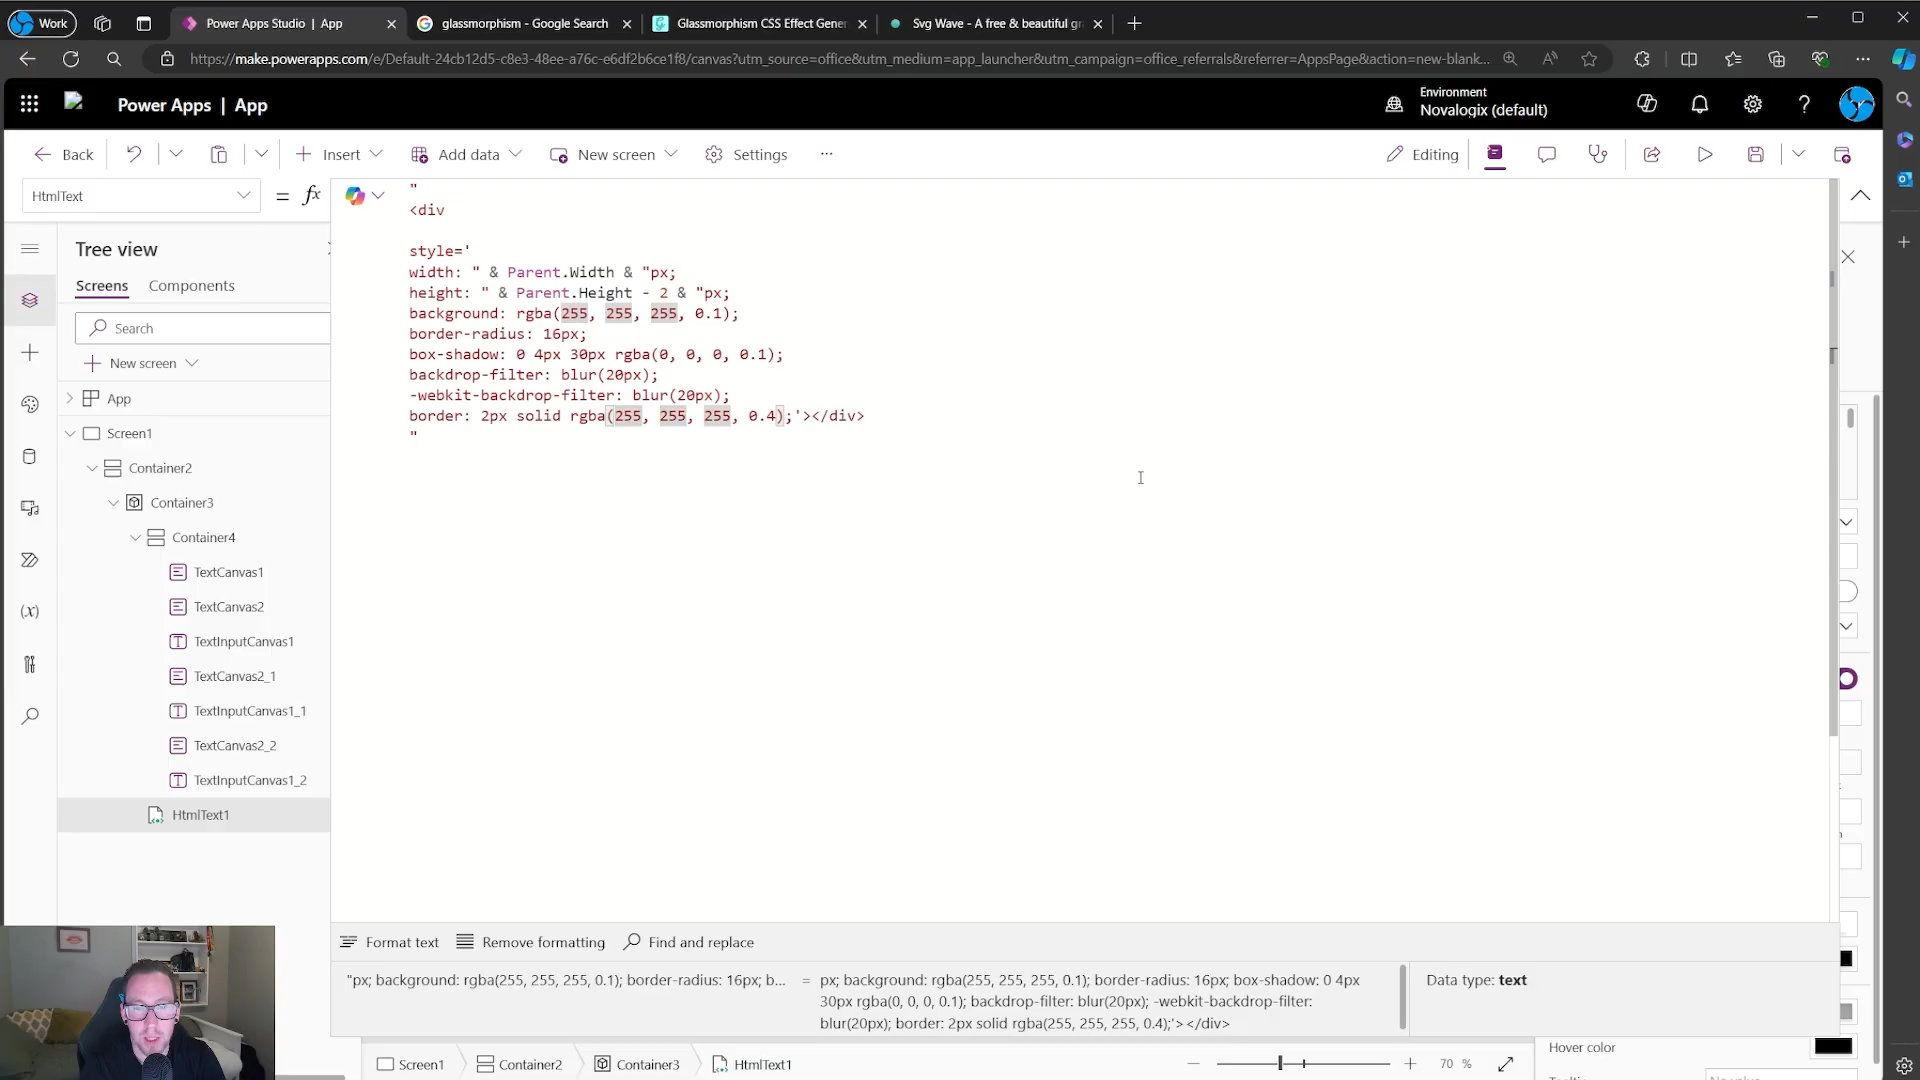 Work
Power Apps Studio | App
glassmorphism - Google Search
Glassmorphism CSS Effect Gener
Svg Wave - A free & beautiful gr
https://make.powerapps.com/e/Default-24cb12d5-c8e3-48ee-a76c-e6df2b6ce1f8/canvas?utm_source=office&utm_medium=app_launcher&utm_campaign=office_referrals&referrer=AppsPage&action=new-blank...
Power Apps | App
Environment
Novalogix (default)
Back
Insert
Add data
New screen
Settings
...
Editing
HtmlText
= fx
"
<div
style='
width: " & Parent.Width & "px;
height: " & Parent.Height - 2 & "px;
background: rgba(255, 255, 255, 0.1);
border-radius: 16px;
box-shadow: 0 4px 30px rgba(0, 0, 0, 0.1);
backdrop-filter: blur(20px);
-webkit-backdrop-filter: blur(20px);
border: 2px solid rgba(255, 255, 255, 0.4);'></div>
"
Tree view
Screens
Components
Search
New screen
App
Screen1
Container2
Container3
Container4
TextCanvas1
TextCanvas2
TextInputCanvas1
TextCanvas2_1
TextInputCanvas1_1
TextCanvas2_2
TextInputCanvas1_2
HtmlText1
Format text
Remove formatting
Find and replace
"px; background: rgba(255, 255, 255, 0.1); border-radius: 16px; b...
= px; background: rgba(255, 255, 255, 0.1); border-radius: 16px; box-shadow: 0 4px
30px rgba(0, 0, 0, 0.1); backdrop-filter: blur(20px); -webkit-backdrop-filter:
blur(20px); border: 2px solid rgba(255, 255, 255, 0.4);'></div>
Data type: text
Screen1
Container2
Container3
HtmlText1
70 %
Hover color